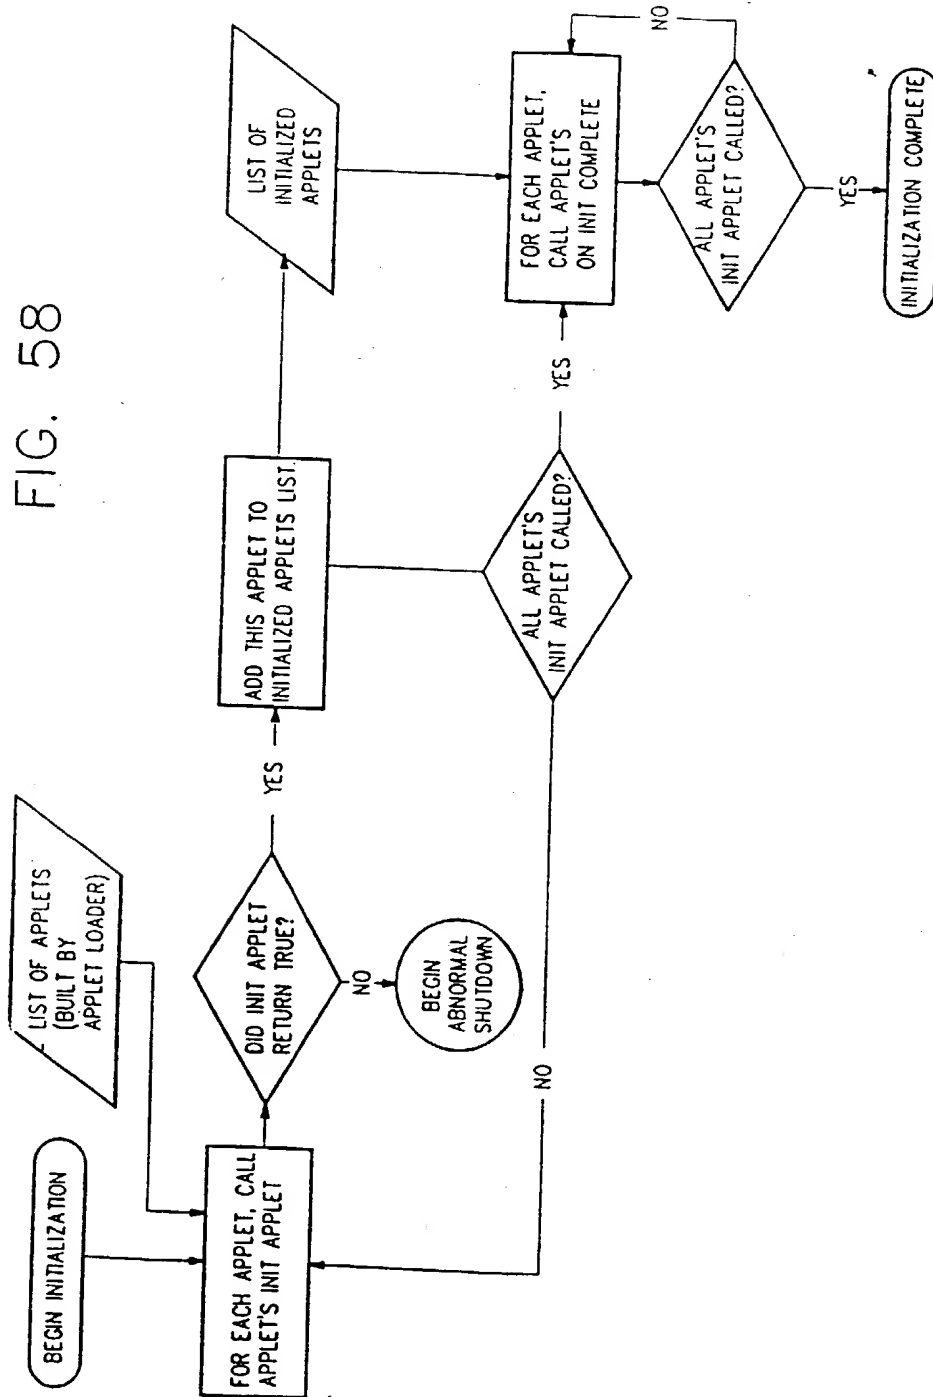 FIG. 58
BEGIN INITIALIZATION
LIST OF APPLETS
(BUILT BY
APPLET LOADER)
FOR EACH APPLET, CALL
APPLET'S INIT APPLET
DID INIT APPLET
RETURN TRUE?
YES
NO
BEGIN
ABNORMAL
SHUTDOWN
ADD THIS APPLET TO
INITIALIZED APPLETS LIST.
LIST OF
INITIALIZED
APPLETS
ALL APPLET'S
INIT APPLET CALLED?
NO
YES
FOR EACH APPLET,
CALL APPLET'S
ON INIT COMPLETE
ALL APPLET'S
INIT APPLET CALLED?
NO
YES
INITIALIZATION COMPLETE